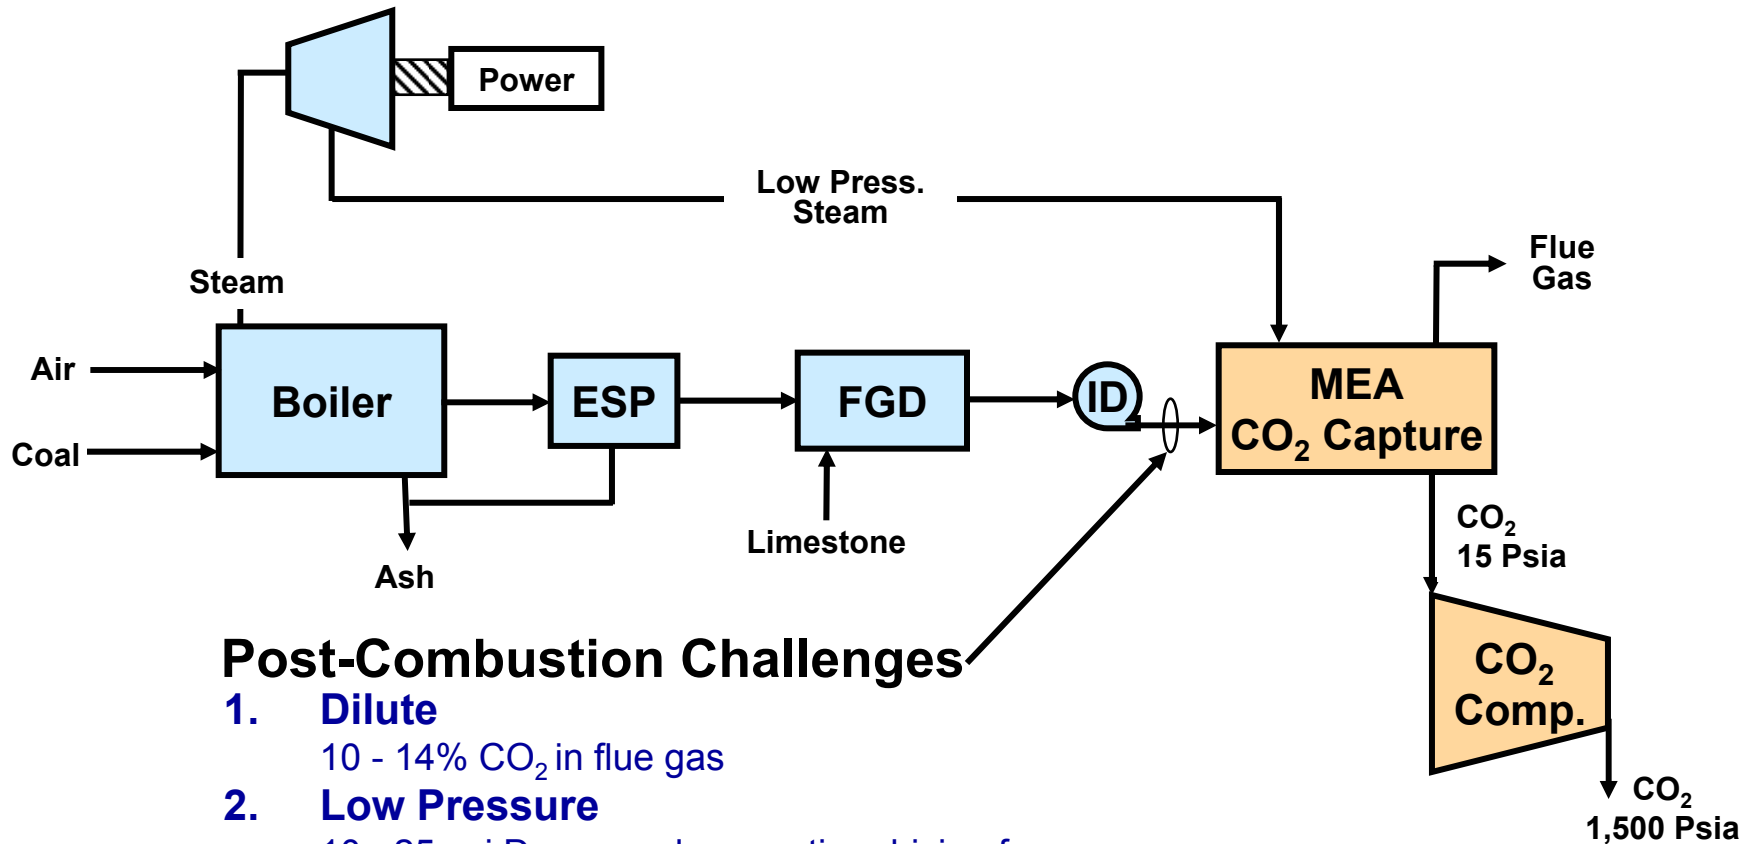 Power
Low Press.
Steam
Flue
Gas
Steam
Air
Boiler
ESP
FGD
ID
MEA
CO₂ Capture
Coal
CO₂
15 Psia
Limestone
Ash
Post-Combustion Challenges
1. Dilute
10 - 14% CO₂ in flue gas
2. Low Pressure
CO₂
Comp.
CO₂
1,500 Psia